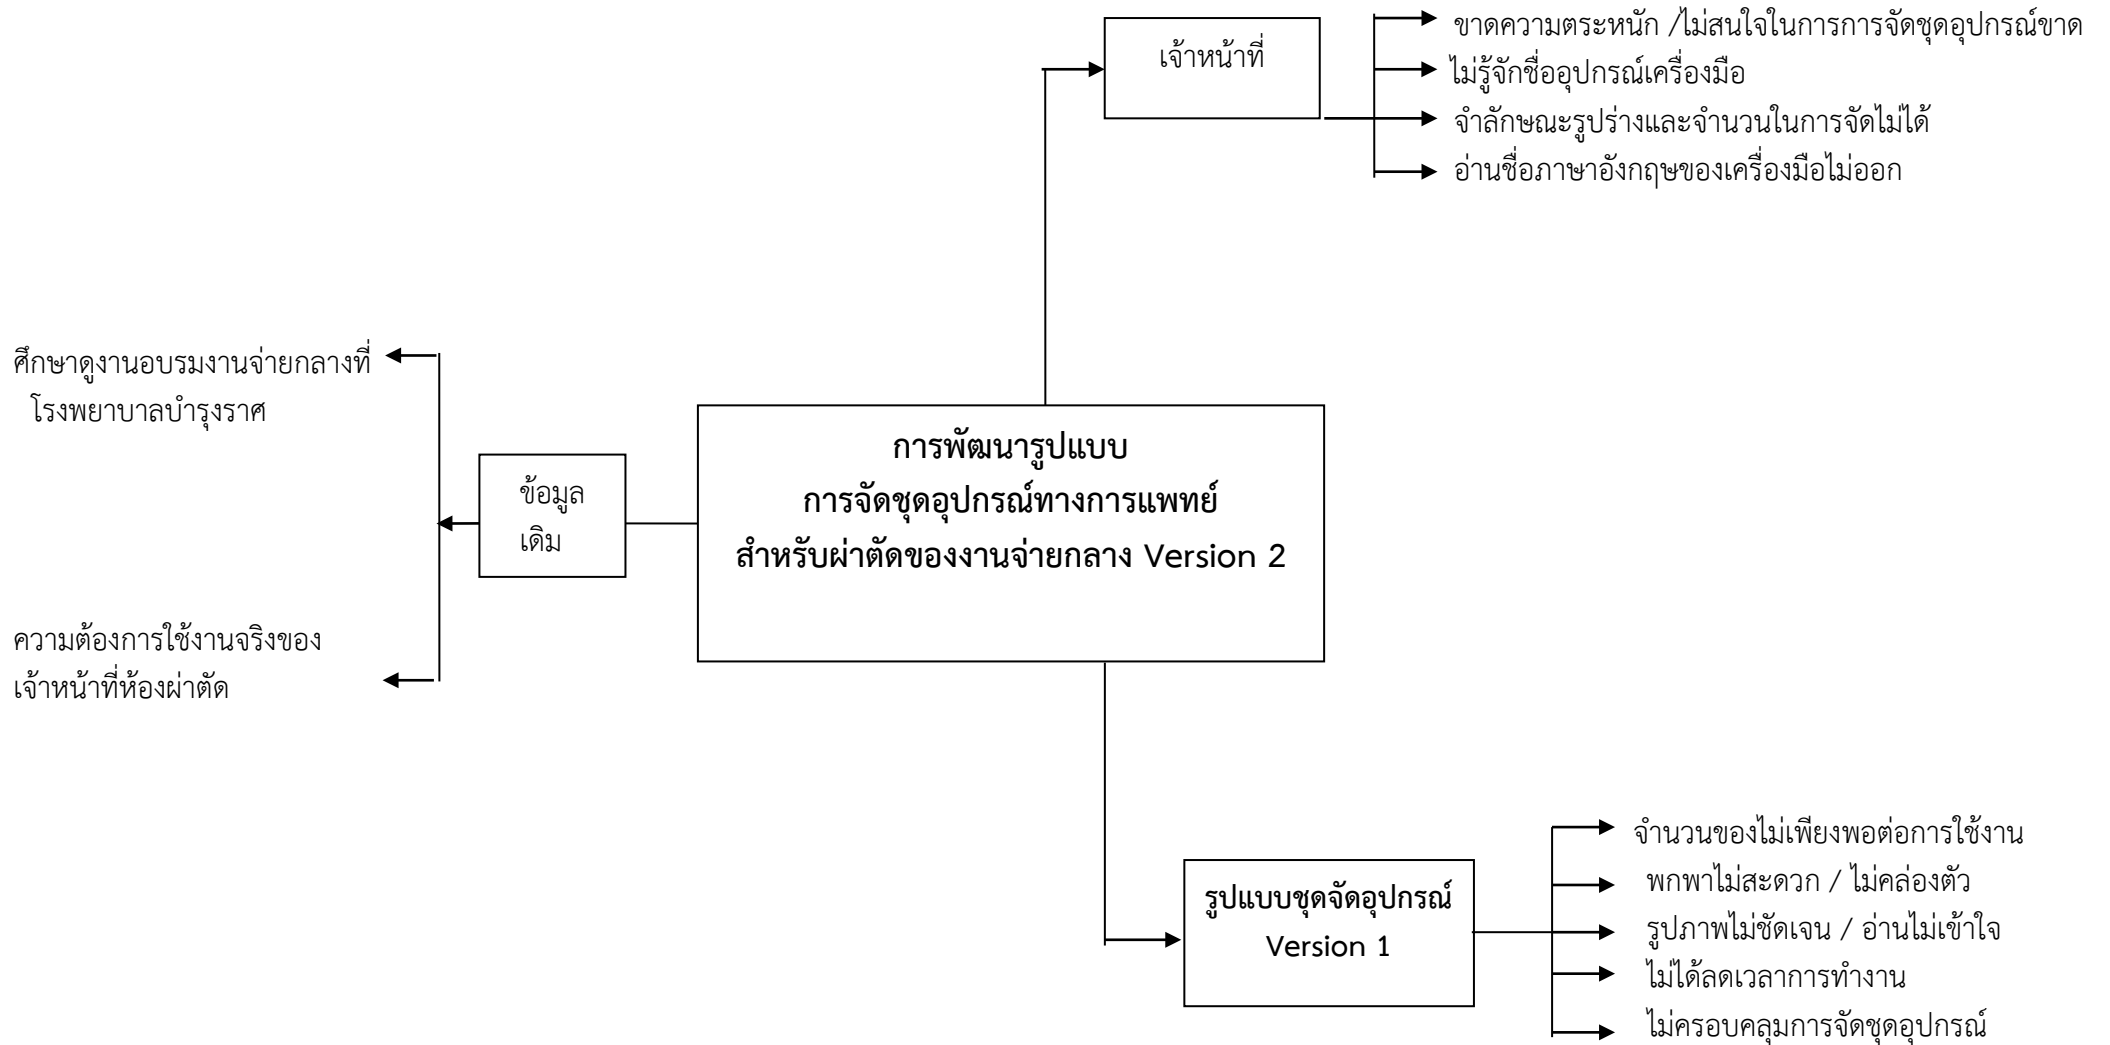 เจ้าหน้าที่
ขาดความตระหนัก /ไม่สนใจในการการจัดชุดอุปกรณ์ขาด
ไม่รู้จักชื่ออุปกรณ์เครื่องมือ
จำลักษณะรูปร่างและจำนวนในการจัดไม่ได้
อ่านชื่อภาษาอังกฤษของเครื่องมือไม่ออก
ศึกษาดูงานอบรมงานจ่ายกลางที่
โรงพยาบาลบำรุงราศ
ข้อมูล
เดิม
ความต้องการใช้งานจริงของ
เจ้าหน้าที่ห้องผ่าตัด
การพัฒนารูปแบบ
การจัดชุดอุปกรณ์ทางการแพทย์
สำหรับผ่าตัดของงานจ่ายกลาง Version 2
รูปแบบชุดจัดอุปกรณ์
Version 1
จำนวนของไม่เพียงพอต่อการใช้งาน
พกพาไม่สะดวก / ไม่คล่องตัว
รูปภาพไม่ชัดเจน / อ่านไม่เข้าใจ
ไม่ได้ลดเวลาการทำงาน
ไม่ครอบคลุมการจัดชุดอุปกรณ์